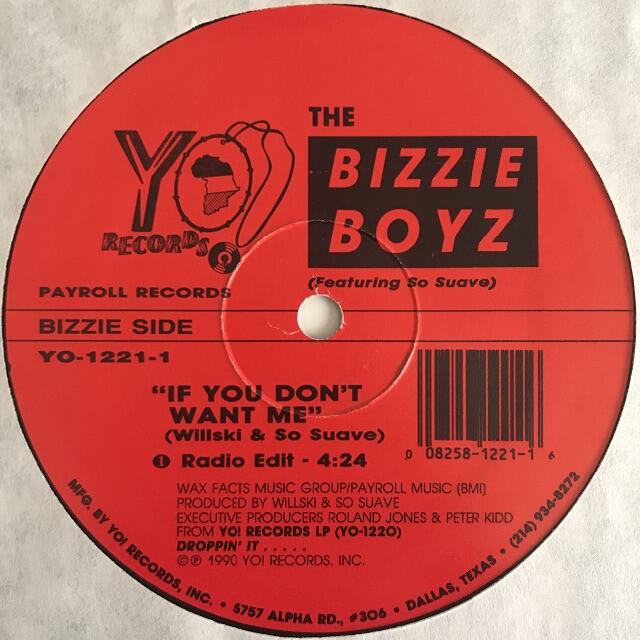 THE
BIZZIE
BOYZ
(Featuring So Suave)
YO!
RECORDS
PAYROLL RECORDS
BIZZIE SIDE
YO-1221-1
"IF YOU DON'T
WANT ME"
(Willski & So Suave)
1 Radio Edit - 4:24
0 08258-1221-1 6
WAX FACTS MUSIC GROUP/PAYROLL MUSIC (BMI)
PRODUCED BY WILLSKI & SO SUAVE
EXECUTIVE PRODUCERS ROLAND JONES & PETER KIDD
FROM YO! RECORDS LP (YO-1220)
DROPPIN' IT . . . . .
©℗ 1990 YO! RECORDS, INC.
MFG. BY YO! RECORDS, INC. • 5757 ALPHA RD., #306 • DALLAS, TEXAS • (214) 934-8272